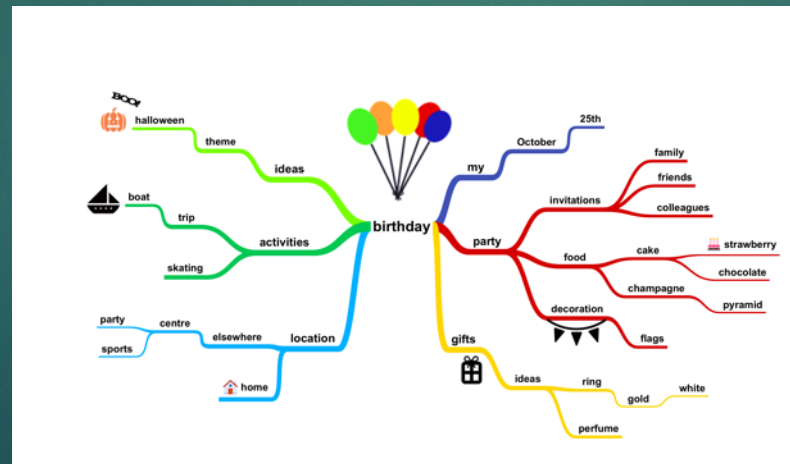 birthday
my
October
25th
party
invitations
family
friends
colleagues
food
cake
strawberry
chocolate
champagne
pyramid
decoration
flags
gifts
ideas
ring
gold
white
perfume
location
elsewhere
centre
party
sports
home
activities
trip
boat
skating
ideas
theme
halloween
BOO!